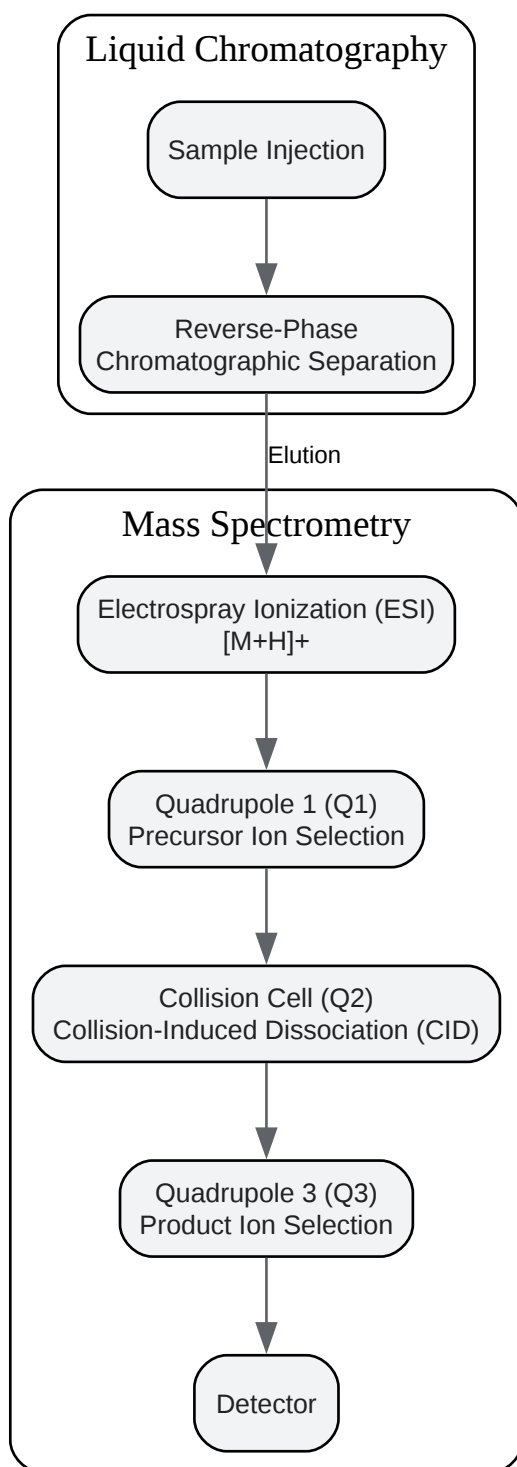 Liquid Chromatography
Sample Injection
Reverse-Phase
Chromatographic Separation
Elution
Mass Spectrometry
Electrospray Ionization (ESI)
[M+H]+
Quadrupole 1 (Q1)
Precursor Ion Selection
Collision Cell (Q2)
Collision-Induced Dissociation (CID)
Quadrupole 3 (Q3)
Product Ion Selection
Detector